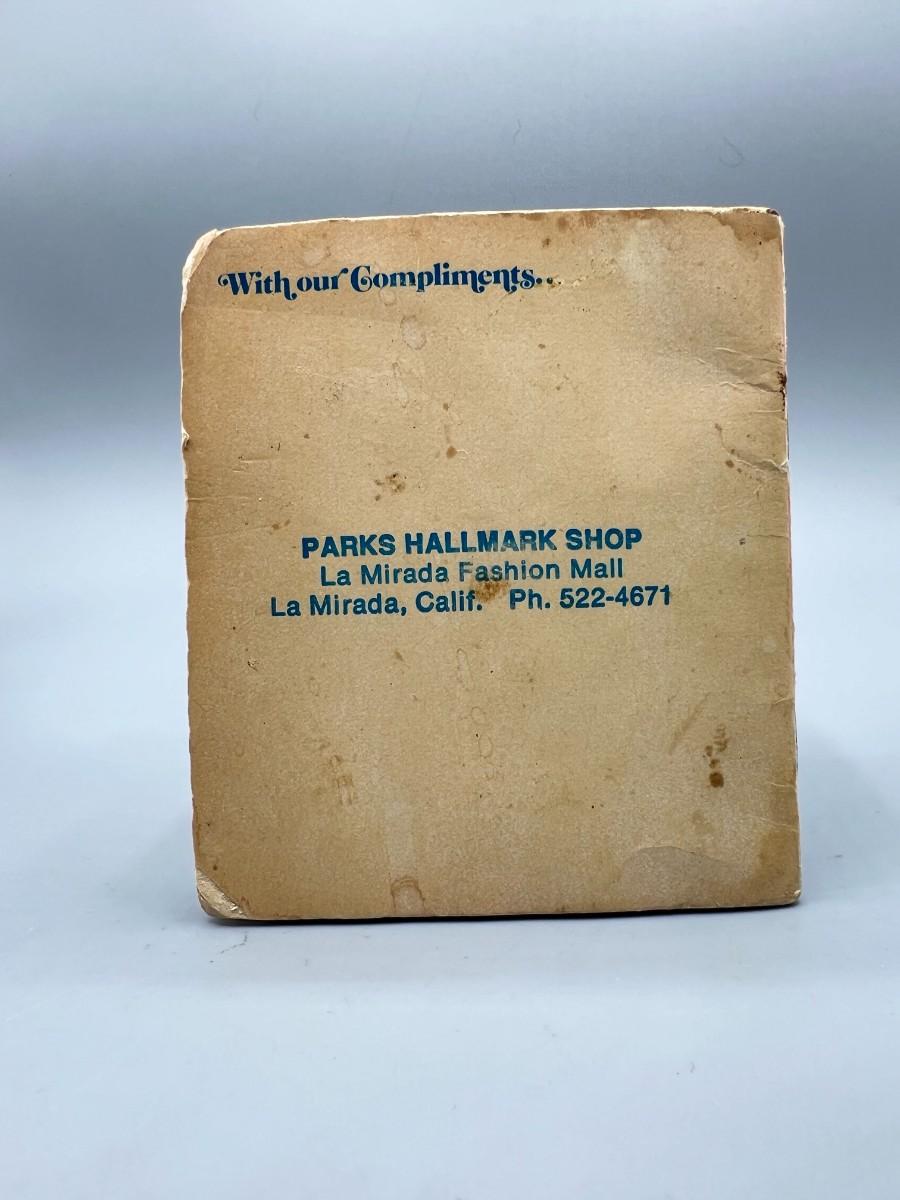 With our Compliments...
PARKS HALLMARK SHOP
La Mirada Fashion Mall
La Mirada, Calif. Ph. 522-4671